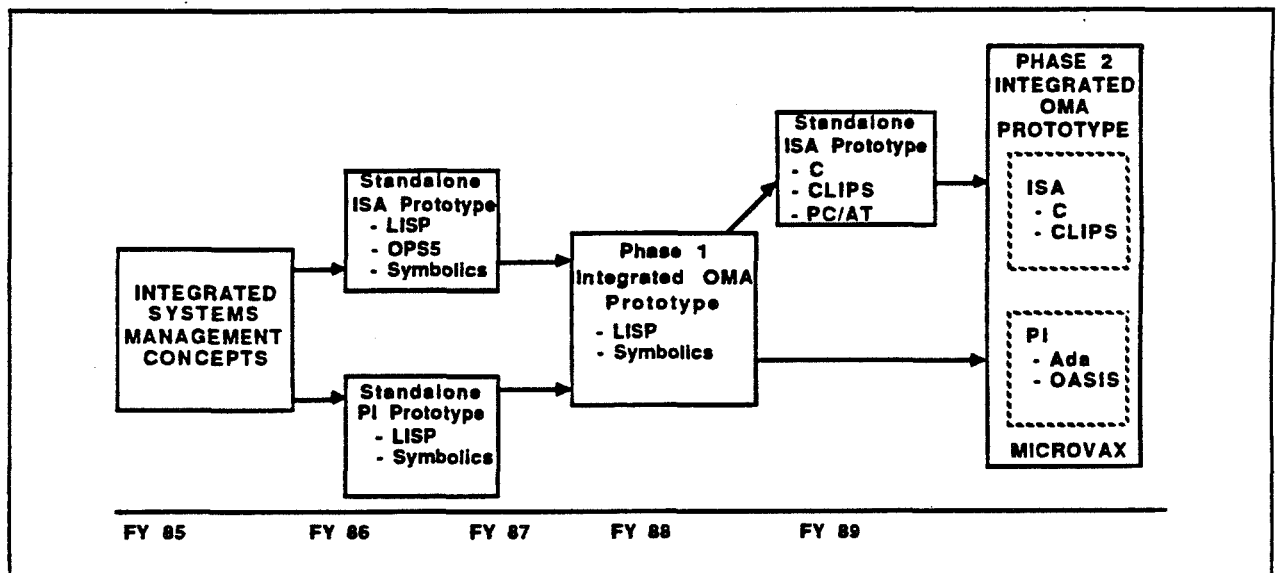 INTEGRATED
SYSTEMS
MANAGEMENT
CONCEPTS
Standalone
ISA Prototype
- LISP
- OPS5
- Symbolics
Standalone
PI Prototype
- LISP
- Symbolics
Phase 1
Integrated OMA
Prototype
- LISP
- Symbolics
Standalone
ISA Prototype
- C
- CLIPS
- PC/AT
PHASE 2
INTEGRATED
OMA
PROTOTYPE
ISA
- C
- CLIPS
PI
- Ada
- OASIS
MICROVAX
FY 85 FY 86 FY 87 FY 88 FY 89